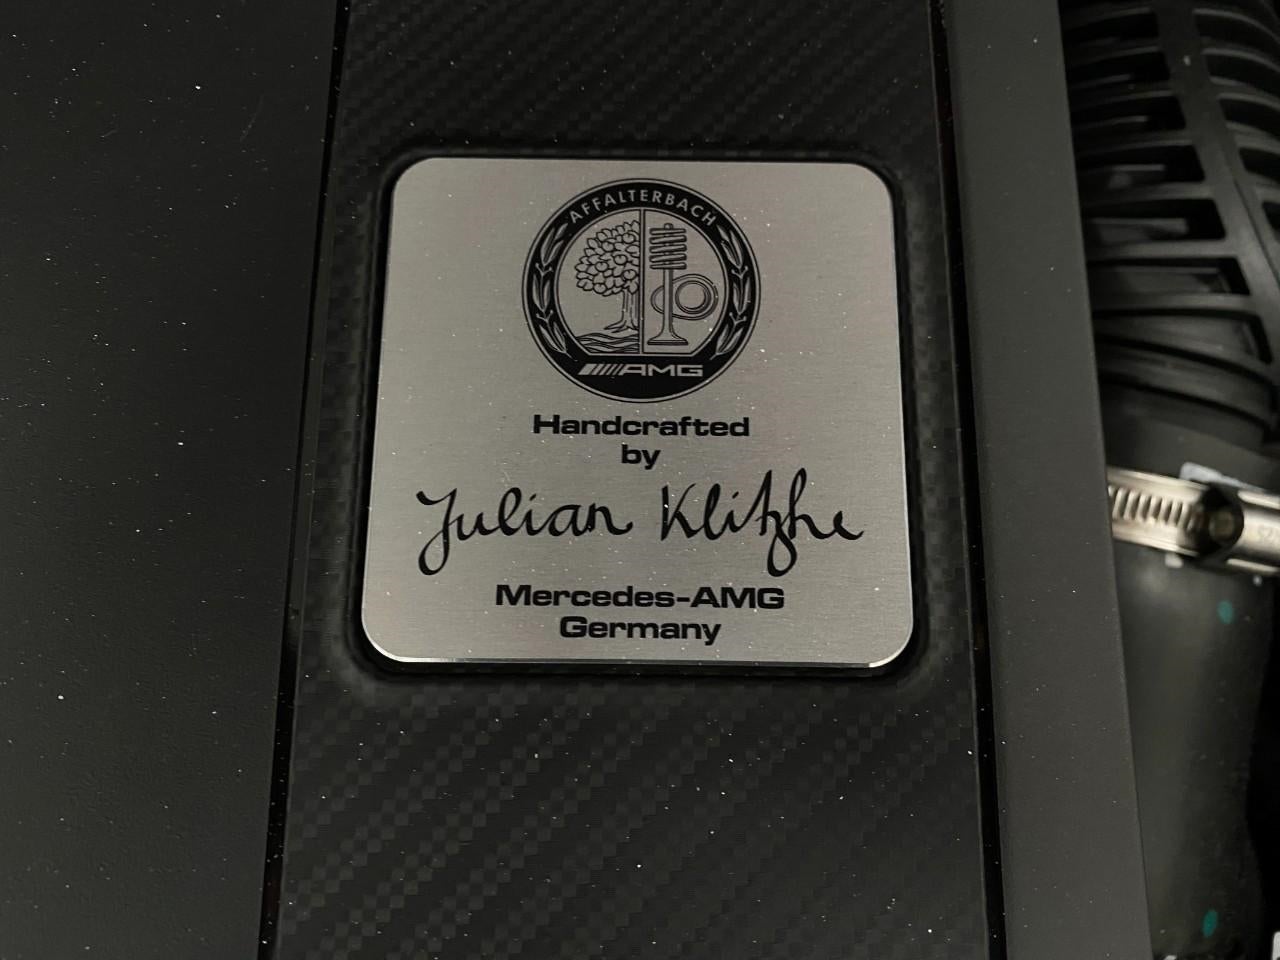 AFFALTERBACH
AMG
Handcrafted
by
Julian Klitzke
Mercedes-AMG
Germany